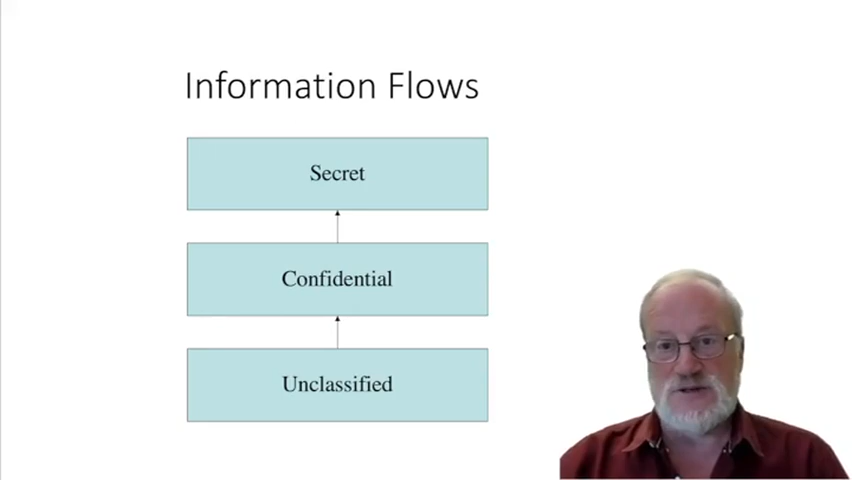 Information Flows
Secret
Confidential
Unclassified